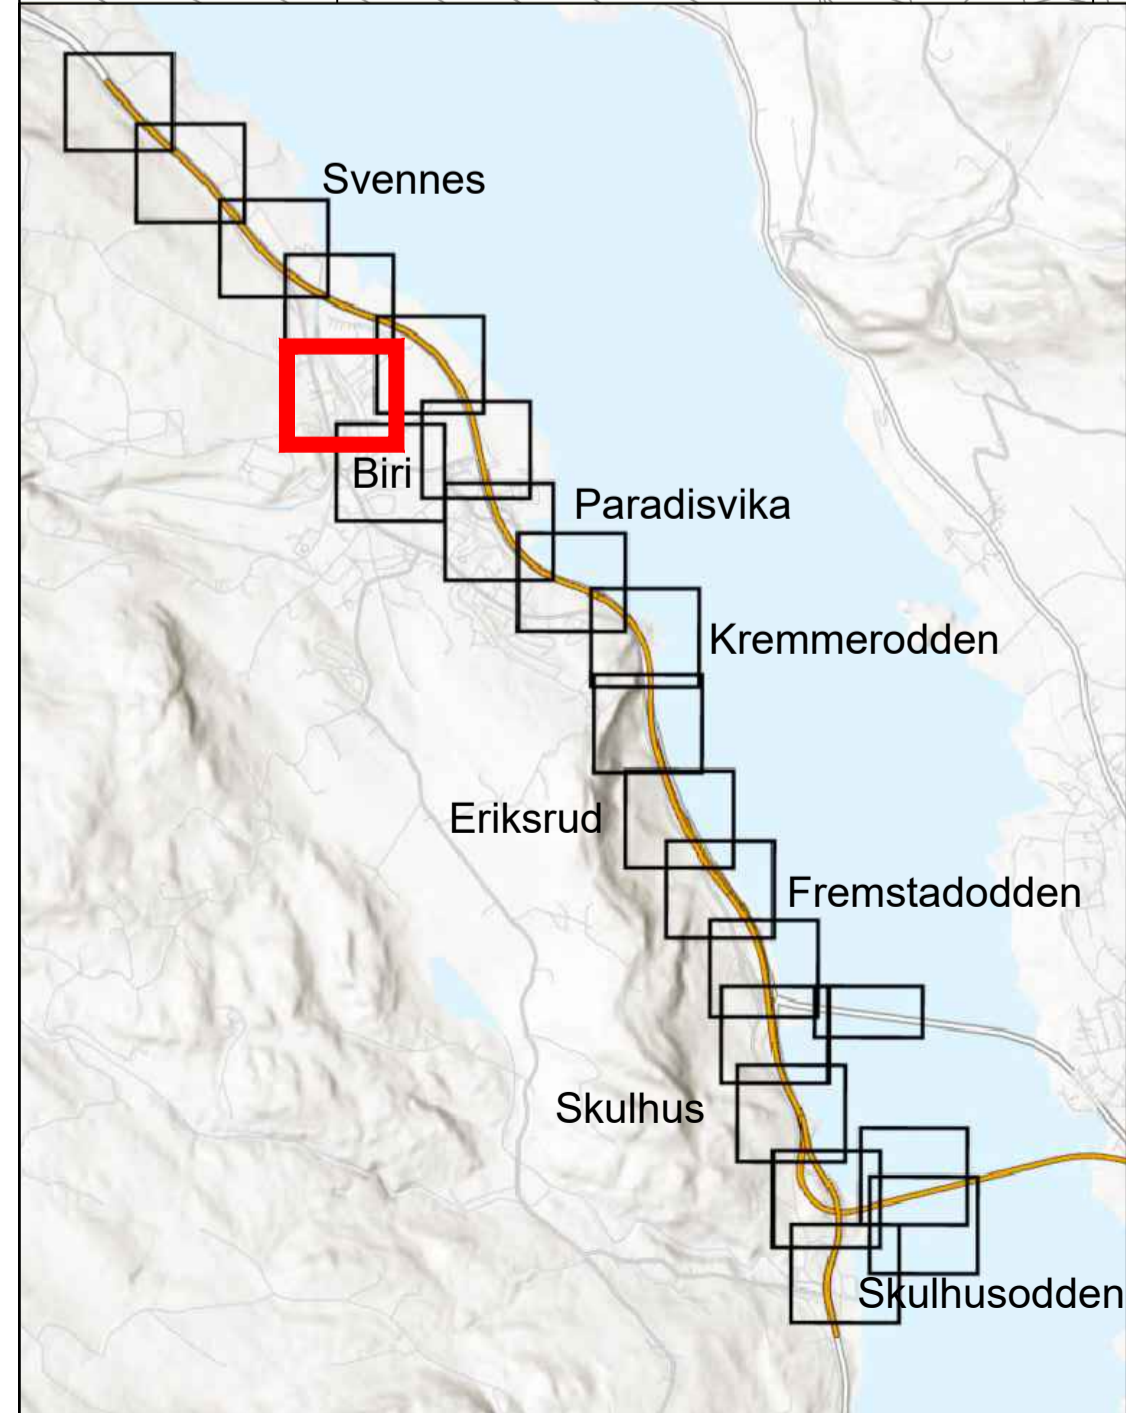 Svennes
Biri
Paradisvika
Kremmerodden
Eriksrud
Fremstadodden
Skulhus
Skulhusodden